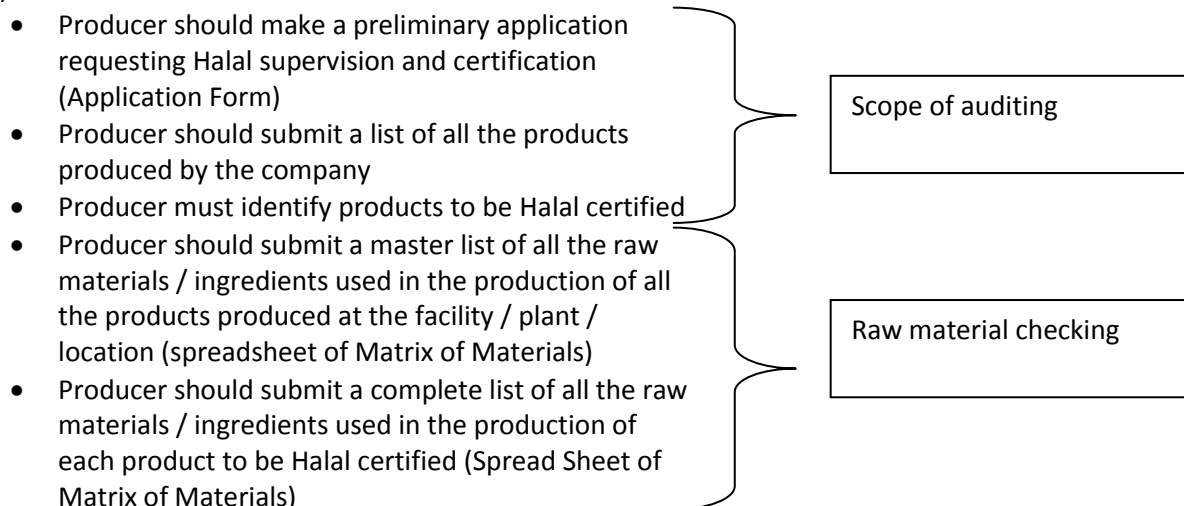 • Producer should make a preliminary application
requesting Halal supervision and certification
(Application Form)
• Producer should submit a list of all the products
produced by the company
• Producer must identify products to be Halal certified
Scope of auditing
• Producer should submit a master list of all the raw
materials / ingredients used in the production of all
the products produced at the facility / plant /
location (spreadsheet of Matrix of Materials)
• Producer should submit a complete list of all the raw
materials / ingredients used in the production of
each product to be Halal certified (Spread Sheet of
Matrix of Materials)
Raw material checking